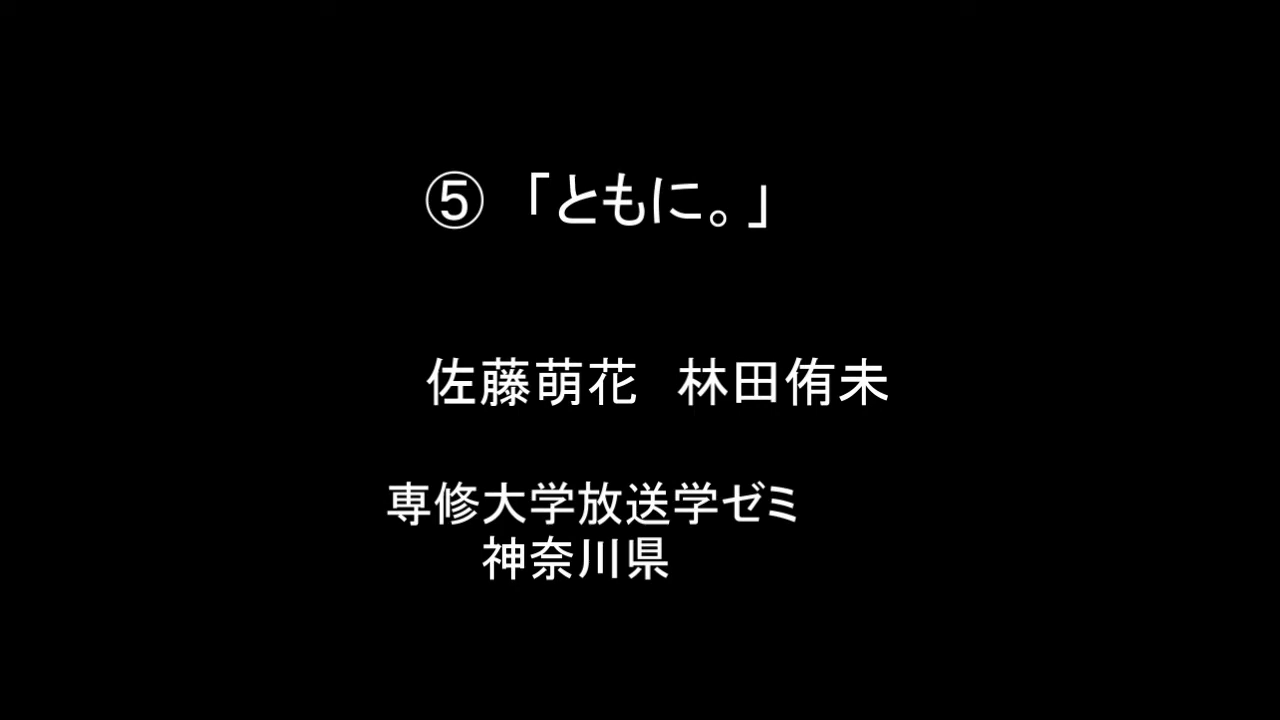 ⑤ 「ともに。」
佐藤萌花 林田侑未
専修大学放送学ゼミ
神奈川県